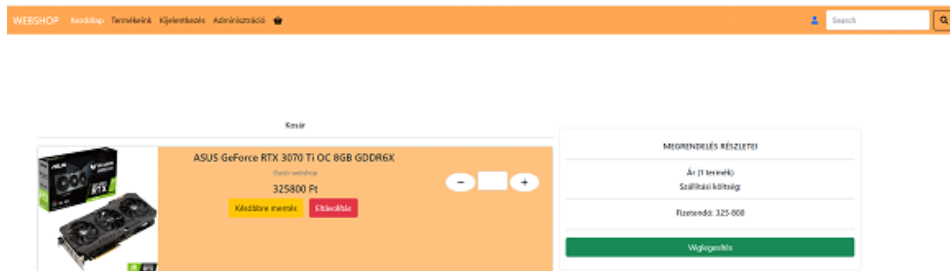 WEBSHOP Kezdőlap Termékeink Kijelentkezés Adminisztráció
Search
Kosár
ASUS GeForce RTX 3070 Ti OC 8GB GDDR6X
325800 Ft
Későbbre mentés Eltávolítás
MEGRENDELÉS RÉSZLETEI
Ár (1 termék)
Szállítási költség:
Fizetendő: 325 800
Véglegesítés